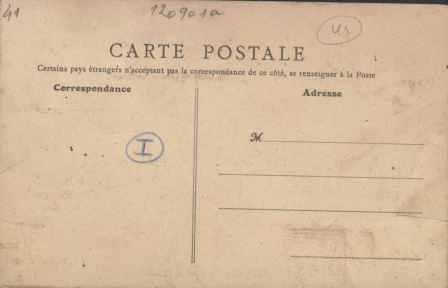 41
120901a
CARTE POSTALE
Certains pays étrangers n'acceptant pas la correspondance de ce côté, se renseigner à la Poste
Correspondance
Adresse
I
M